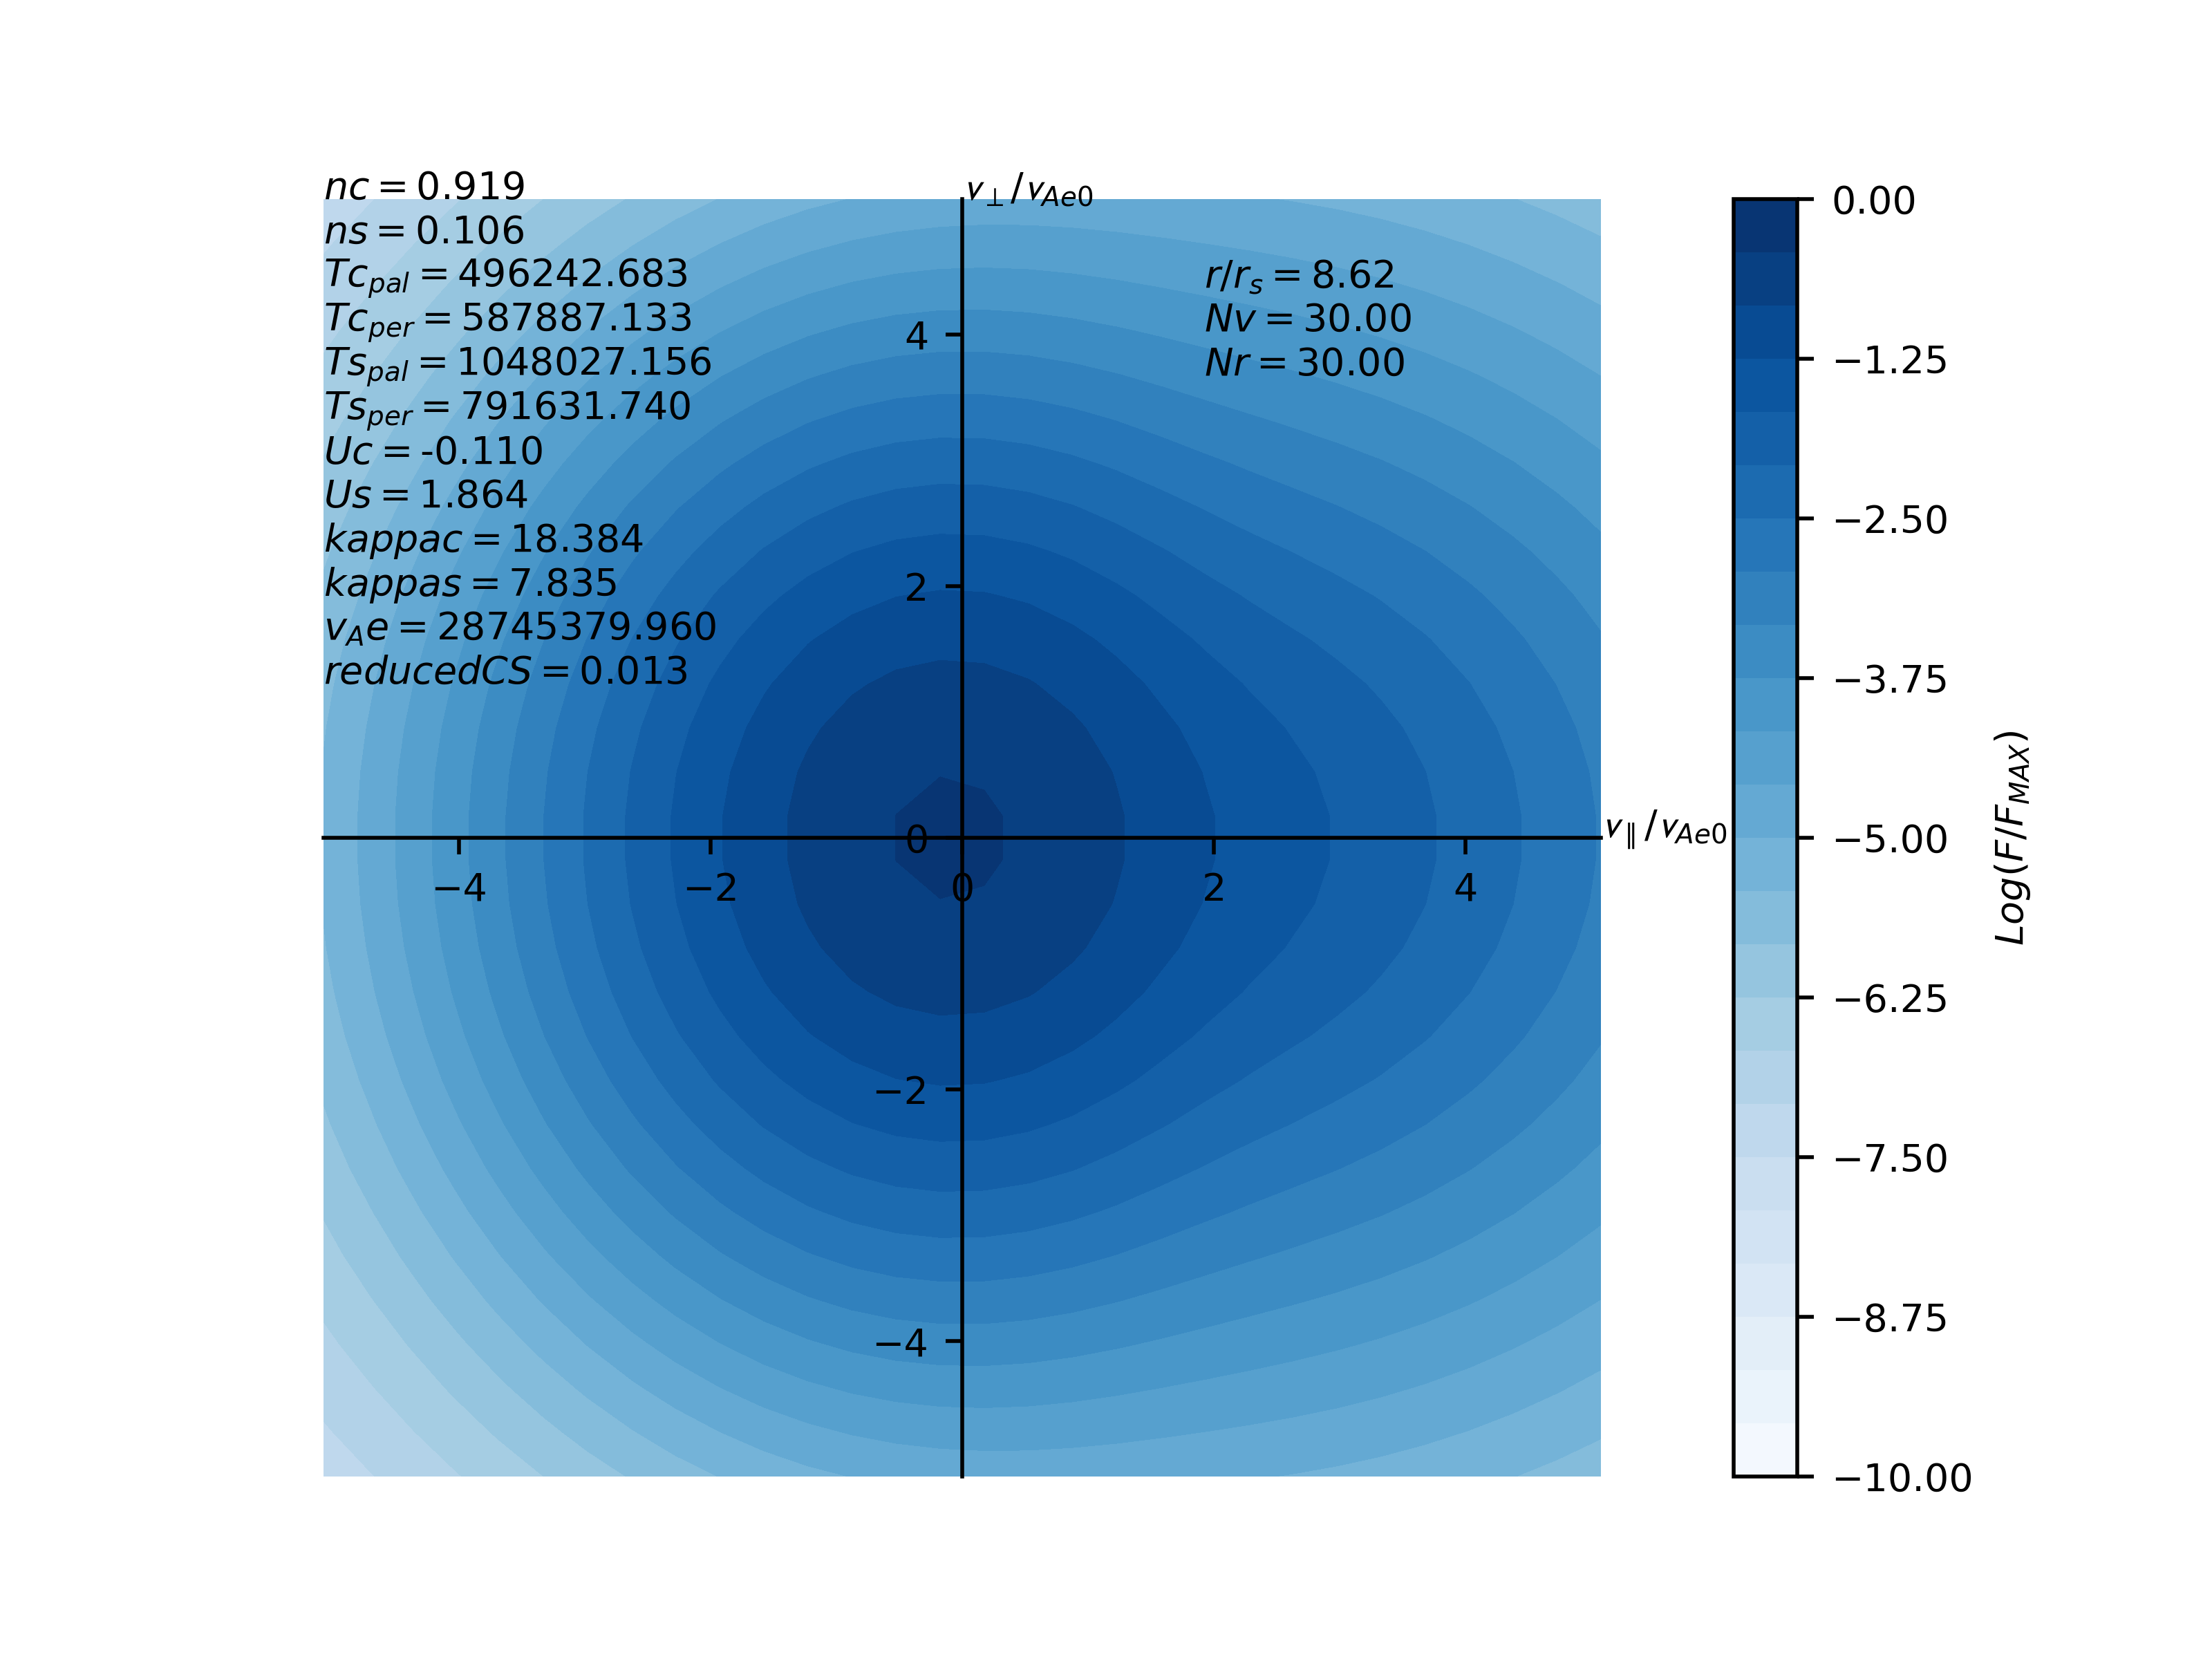 nc = 0.919
ns = 0.106
Tc_pal = 496242.683
Tc_per = 587887.133
Ts_pal = 1048027.156
Ts_per = 791631.740
Uc = -0.110
Us = 1.864
kappac = 18.384
kappas = 7.835
v_Ae = 28745379.960
reducedCS = 0.013
v⊥/v_Ae0
r/r_s = 8.62
Nv = 30.00
Nr = 30.00
4
2
0
−2
−4
−4
−2
0
2
4
v∥/v_Ae0
0.00
−1.25
−2.50
−3.75
−5.00
−6.25
−7.50
−8.75
−10.00
Log(F/F_MAX)